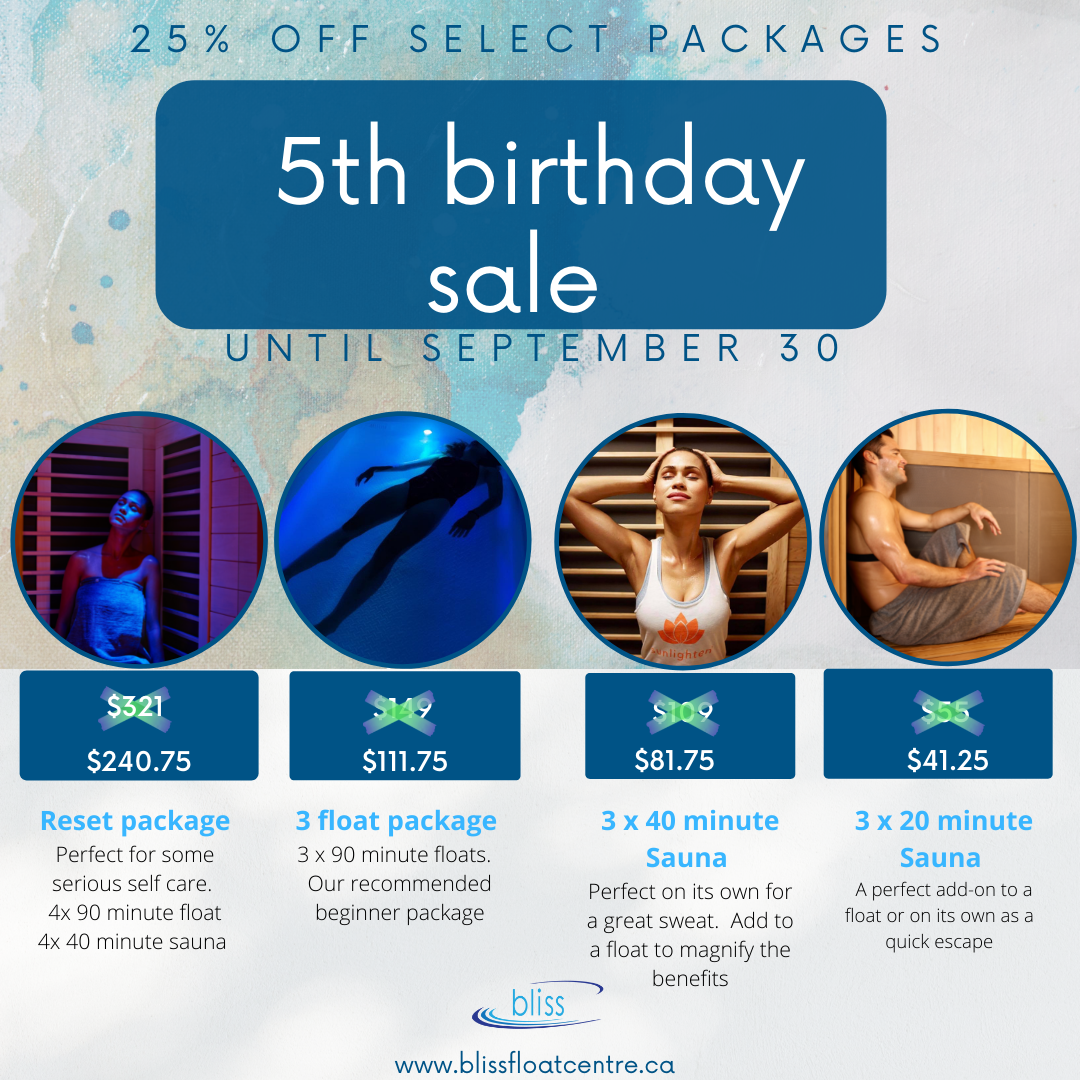 25% OFF SELECT PACKAGES
5th birthday
sale
UNTIL SEPTEMBER 30
sunlighten
$321
$240.75
$149
$111.75
$109
$81.75
$55
$41.25
Reset package
Perfect for some
serious self care.
4x 90 minute float
4x 40 minute sauna
3 float package
3 x 90 minute floats.
Our recommended
beginner package
3 x 40 minute
Sauna
Perfect on its own for
a great sweat.  Add to
a float to magnify the
benefits
3 x 20 minute
Sauna
A perfect add-on to a
float or on its own as a
quick escape
bliss
www.blissfloatcentre.ca